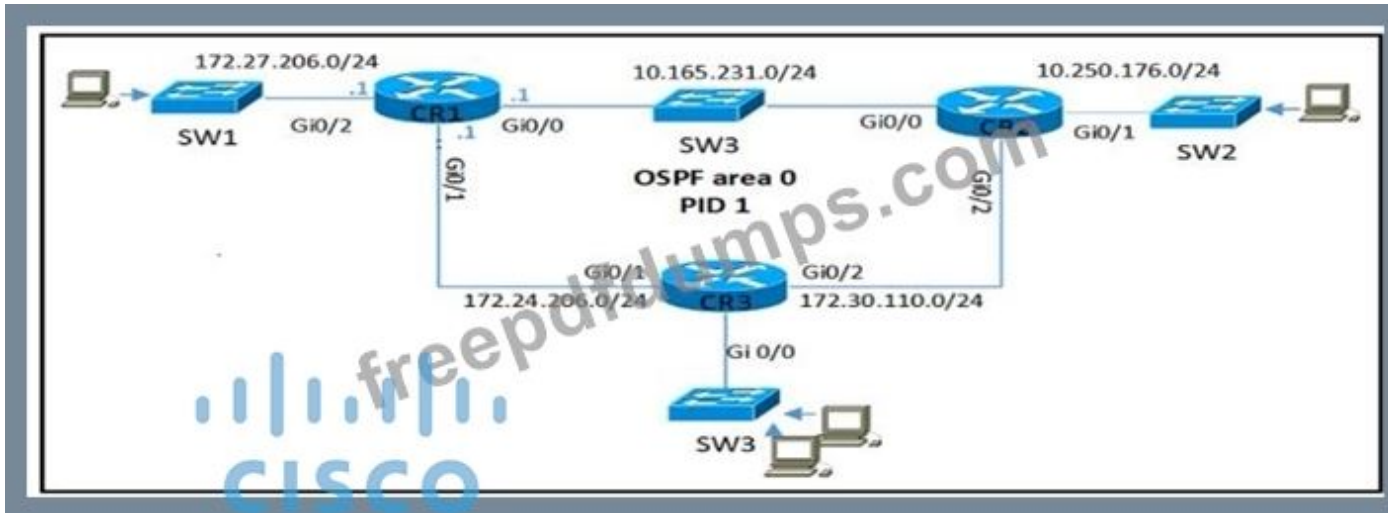 172.27.206.0/24
10.165.231.0/24
10.250.176.0/24
.1
CR1
.1
SW1
Gi0/2
.1
Gi0/0
SW3
Gi0/0
Gi0/1
SW2
Gi0/1
OSPF area 0
PID 1
Gi0/2
Gi0/1
Gi0/2
172.24.206.0/24
CR3
172.30.110.0/24
Gi 0/0
SW3
freepdfdumps.com
CISCO